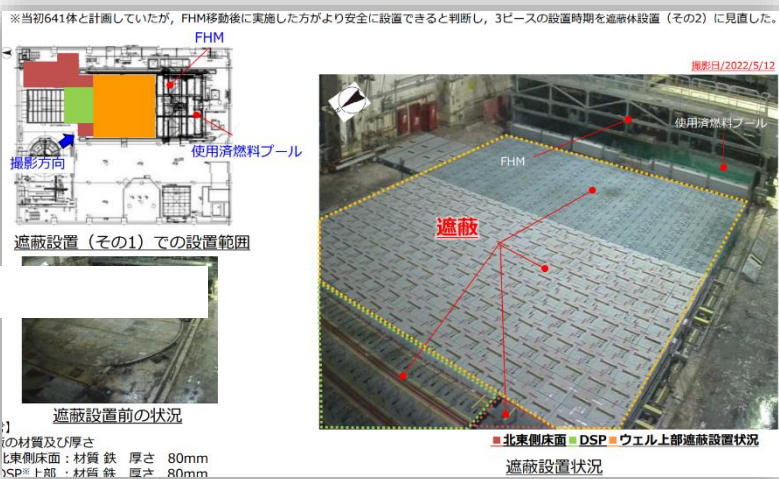 ※当初641体と計画していたが，FHM移動後に実施した方がより安全に設置できると判断し，3ピースの設置時期を遮蔽体設置（その2）に見直した。
FHM
使用済燃料プール
撮影方向
遮蔽設置（その1）での設置範囲
撮影日/2022/5/12
使用済燃料プール
FHM
遮蔽
遮蔽設置前の状況
】
の材質及び厚さ
北東側床面：材質 鉄 厚さ 80mm
DSP※上部 ：材質 鉄 厚さ 80mm
■北東側床面■DSP■ウェル上部遮蔽設置状況
遮蔽設置状況